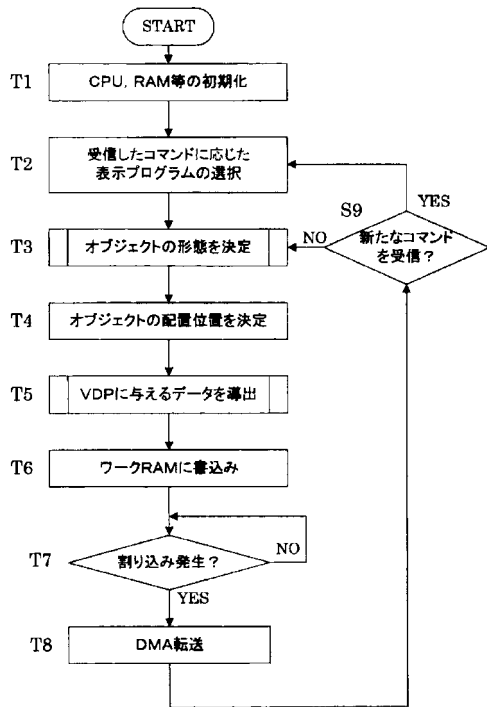 START
T1
CPU, RAM等の初期化
T2
受信したコマンドに応じた
表示プログラムの選択
YES
S9
NO
新たなコマンド
を受信？
T3
オブジェクトの形態を決定
T4
オブジェクトの配置位置を決定
T5
VDPに与えるデータを導出
T6
ワークRAMに書込み
T7
割り込み発生？
NO
YES
T8
DMA転送